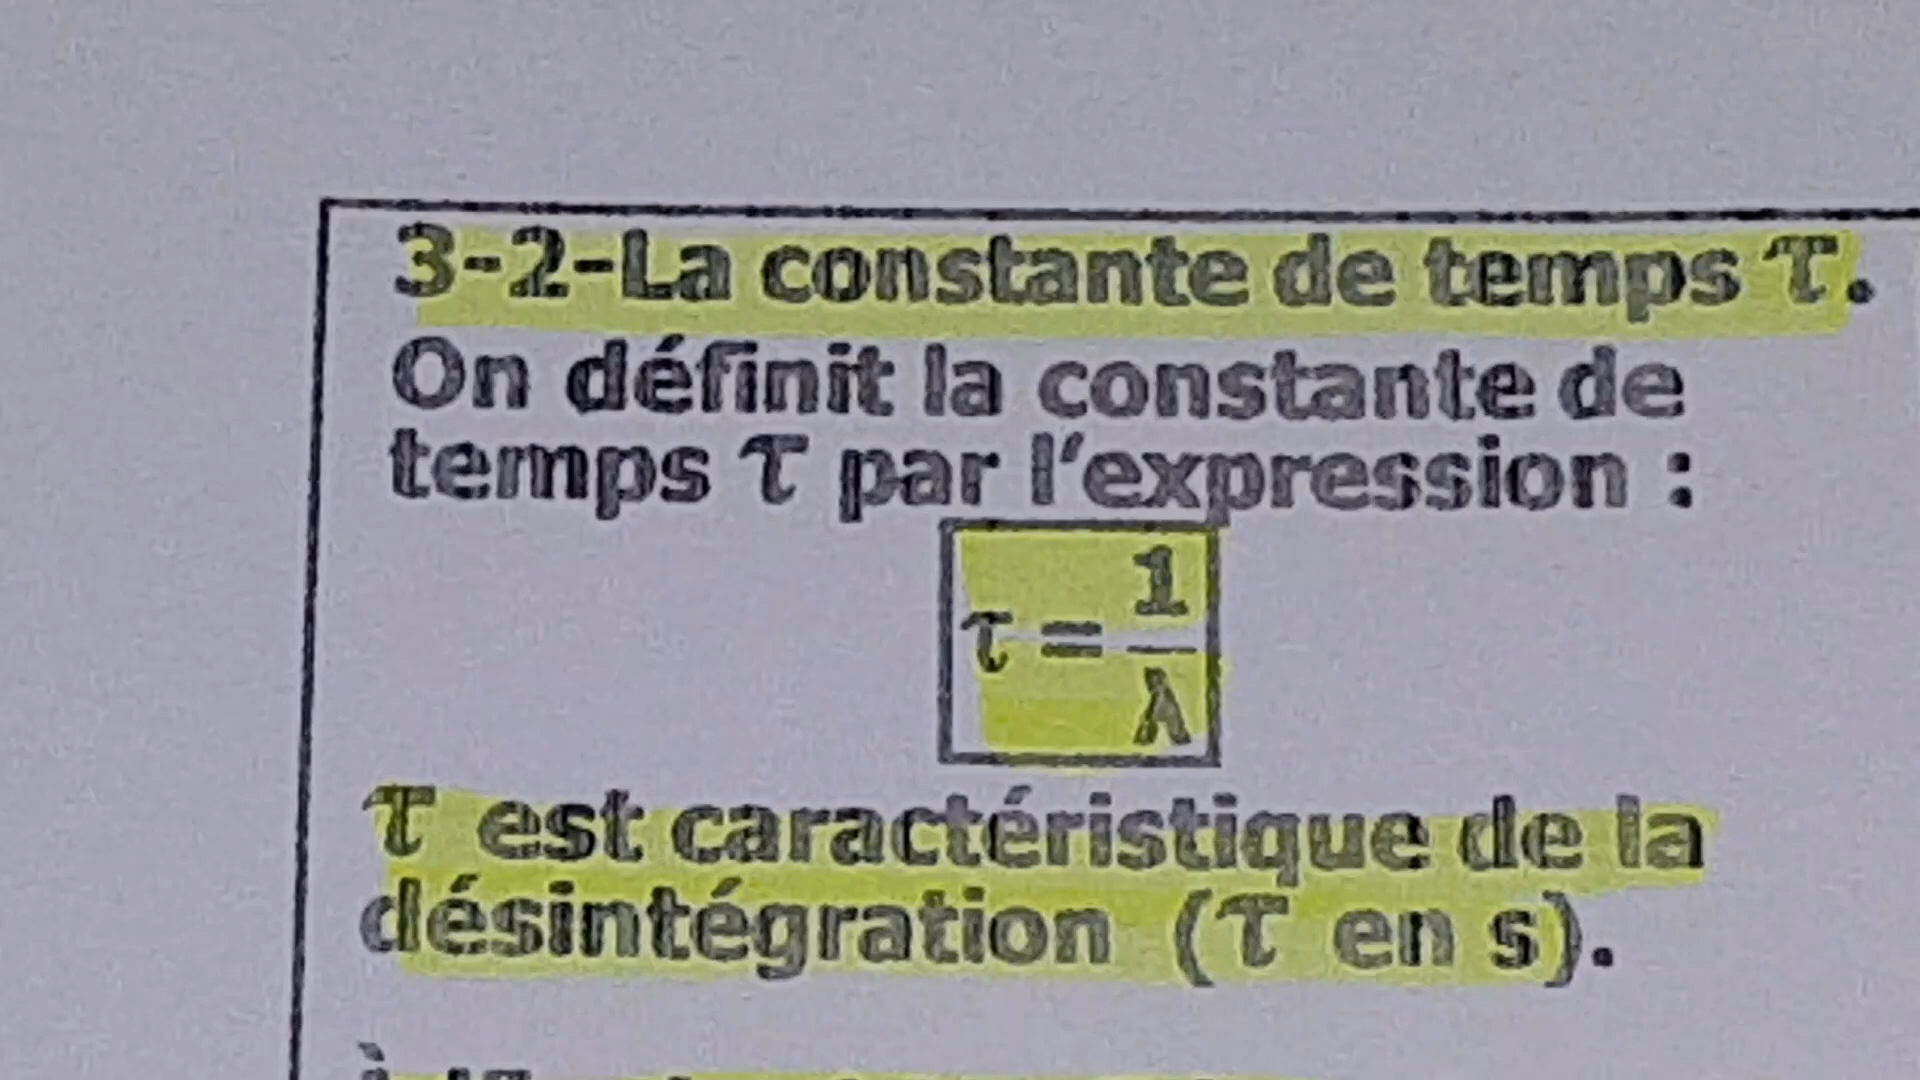 3-2-La constante de temps τ.
On définit la constante de
temps τ par l'expression :
τ = 1/λ
τ est caractéristique de la
désintégration (τ en s).